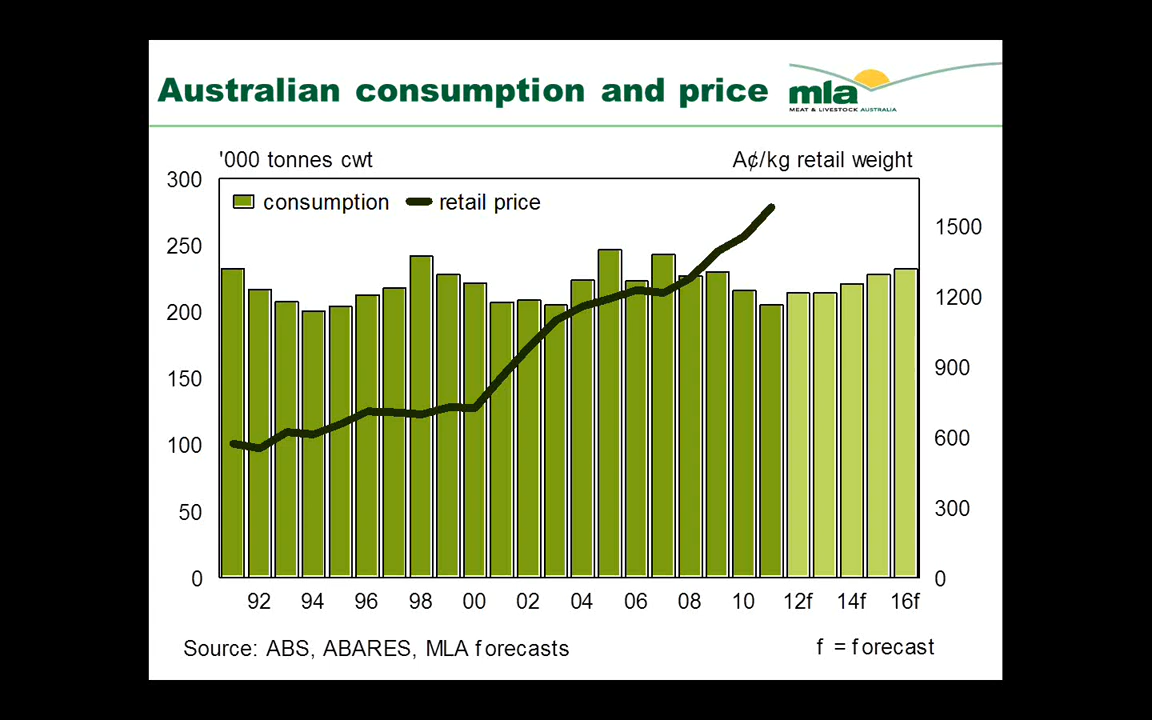 Australian consumption and price
mla
MEAT & LIVESTOCK AUSTRALIA
'000 tonnes cwt
A¢/kg retail weight
consumption
retail price
300
250
200
150
100
50
0
1500
1200
900
600
300
0
92 94 96 98 00 02 04 06 08 10 12f 14f 16f
Source: ABS, ABARES, MLA forecasts
f = forecast